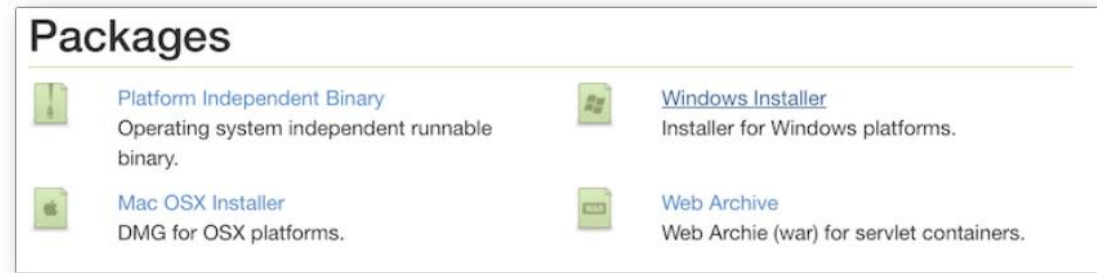 Packages
Platform Independent Binary
Operating system independent runnable
binary.
Windows Installer
Installer for Windows platforms.
Mac OSX Installer
DMG for OSX platforms.
WAR
Web Archive
Web Archie (war) for servlet containers.